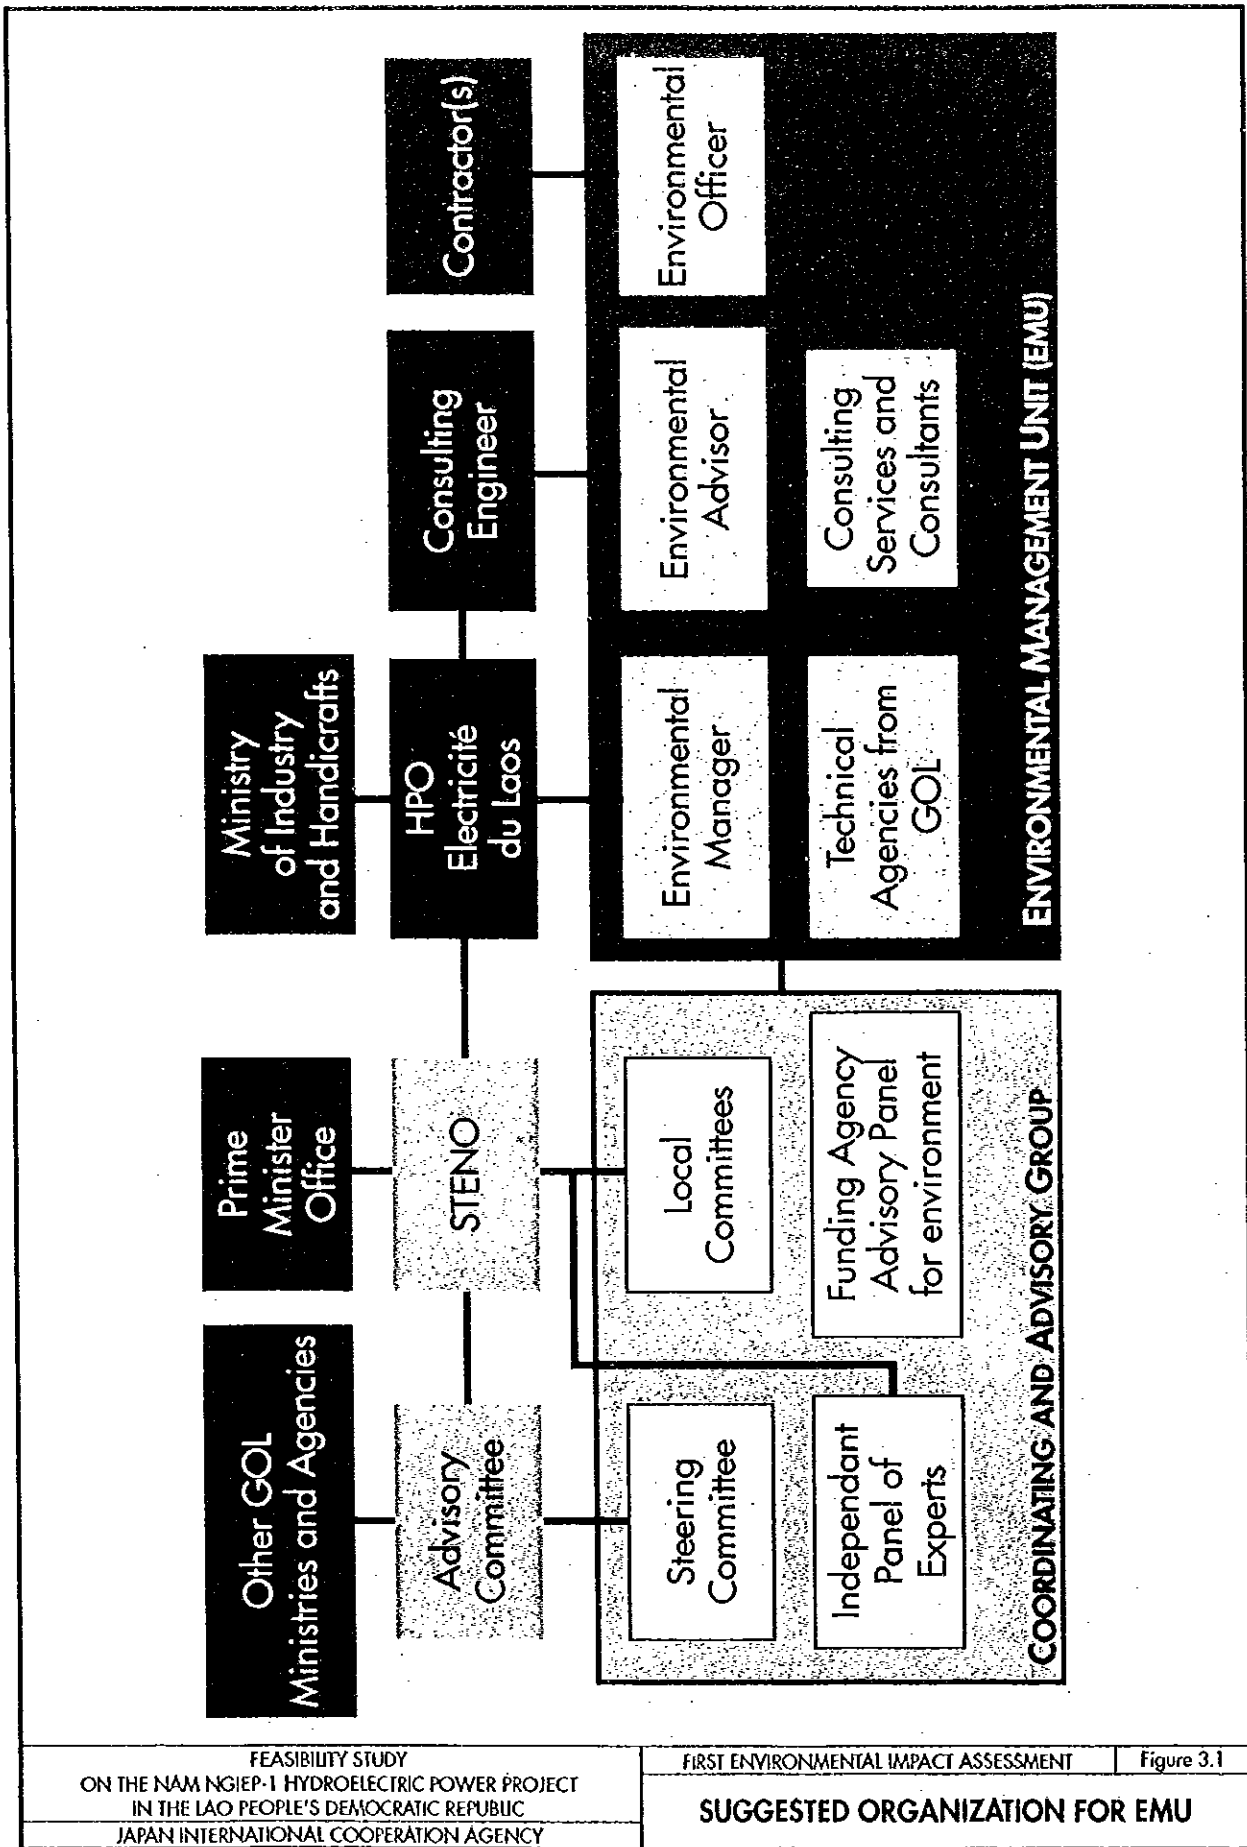 Other GOL
Ministries and Agencies
Prime
Minister
Office
Ministry
of Industry
and Handicrafts
Advisory
Committee
STENO
HPO
Electricité
du Laos
Consulting
Engineer
Contractor(s)
Steering
Committee
Local
Committees
Independant
Panel of
Experts
Funding Agency
Advisory Panel
for environment
COORDINATING AND ADVISORY GROUP
Environmental
Manager
Environmental
Advisor
Environmental
Officer
Technical
Agencies from
GOL
Consulting
Services and
Consultants
ENVIRONMENTAL MANAGEMENT UNIT (EMU)
FEASIBILITY STUDY
ON THE NAM NGIEP-1 HYDROELECTRIC POWER PROJECT
IN THE LAO PEOPLE'S DEMOCRATIC REPUBLIC
JAPAN INTERNATIONAL COOPERATION AGENCY
FIRST ENVIRONMENTAL IMPACT ASSESSMENT
Figure 3.1
SUGGESTED ORGANIZATION FOR EMU